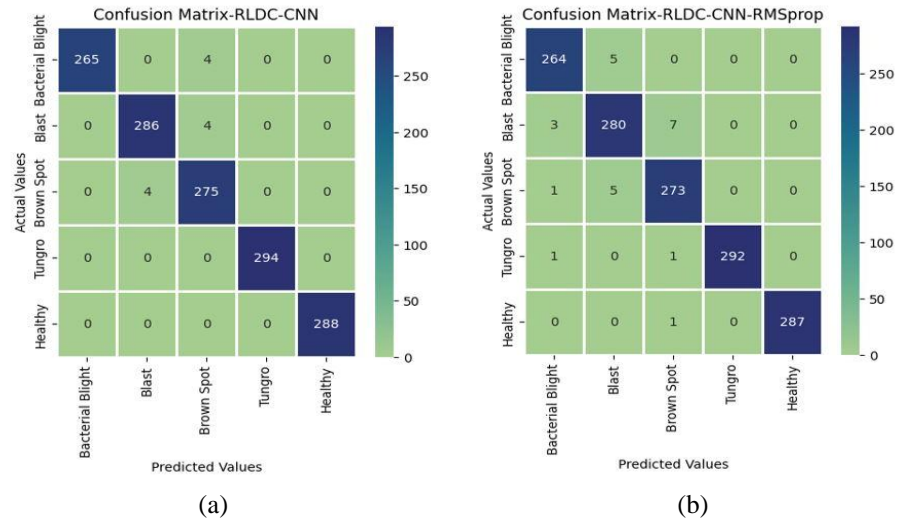 Confusion Matrix-RLDC-CNN
Actual Values
Bacterial Blight
265 0 4 0 0
Blast
0 286 4 0 0
Brown Spot
0 4 275 0 0
Tungro
0 0 0 294 0
Healthy
0 0 0 0 288
Bacterial Blight
Blast
Brown Spot
Tungro
Healthy
Predicted Values
250
200
150
100
50
0
(a)
Confusion Matrix-RLDC-CNN-RMSprop
Actual Values
Bacterial Blight
264 5 0 0 0
Blast
3 280 7 0 0
Brown Spot
1 5 273 0 0
Tungro
1 0 1 292 0
Healthy
0 0 1 0 287
Bacterial Blight
Blast
Brown Spot
Tungro
Healthy
Predicted Values
250
200
150
100
50
0
(b)